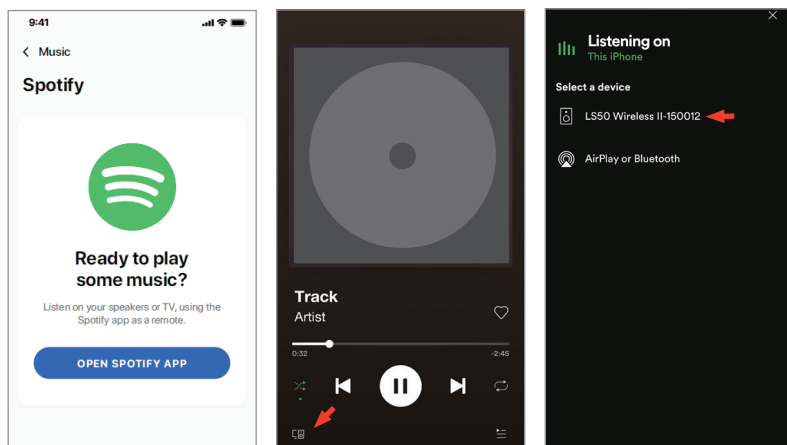 9:41
Music
Spotify
Ready to play
some music?
Listen on your speakers or TV, using the
Spotify app as a remote.
OPEN SPOTIFY APP
Track
Artist
0:32
-2:45
Listening on
This iPhone
Select a device
LS50 Wireless II-150012
AirPlay or Bluetooth